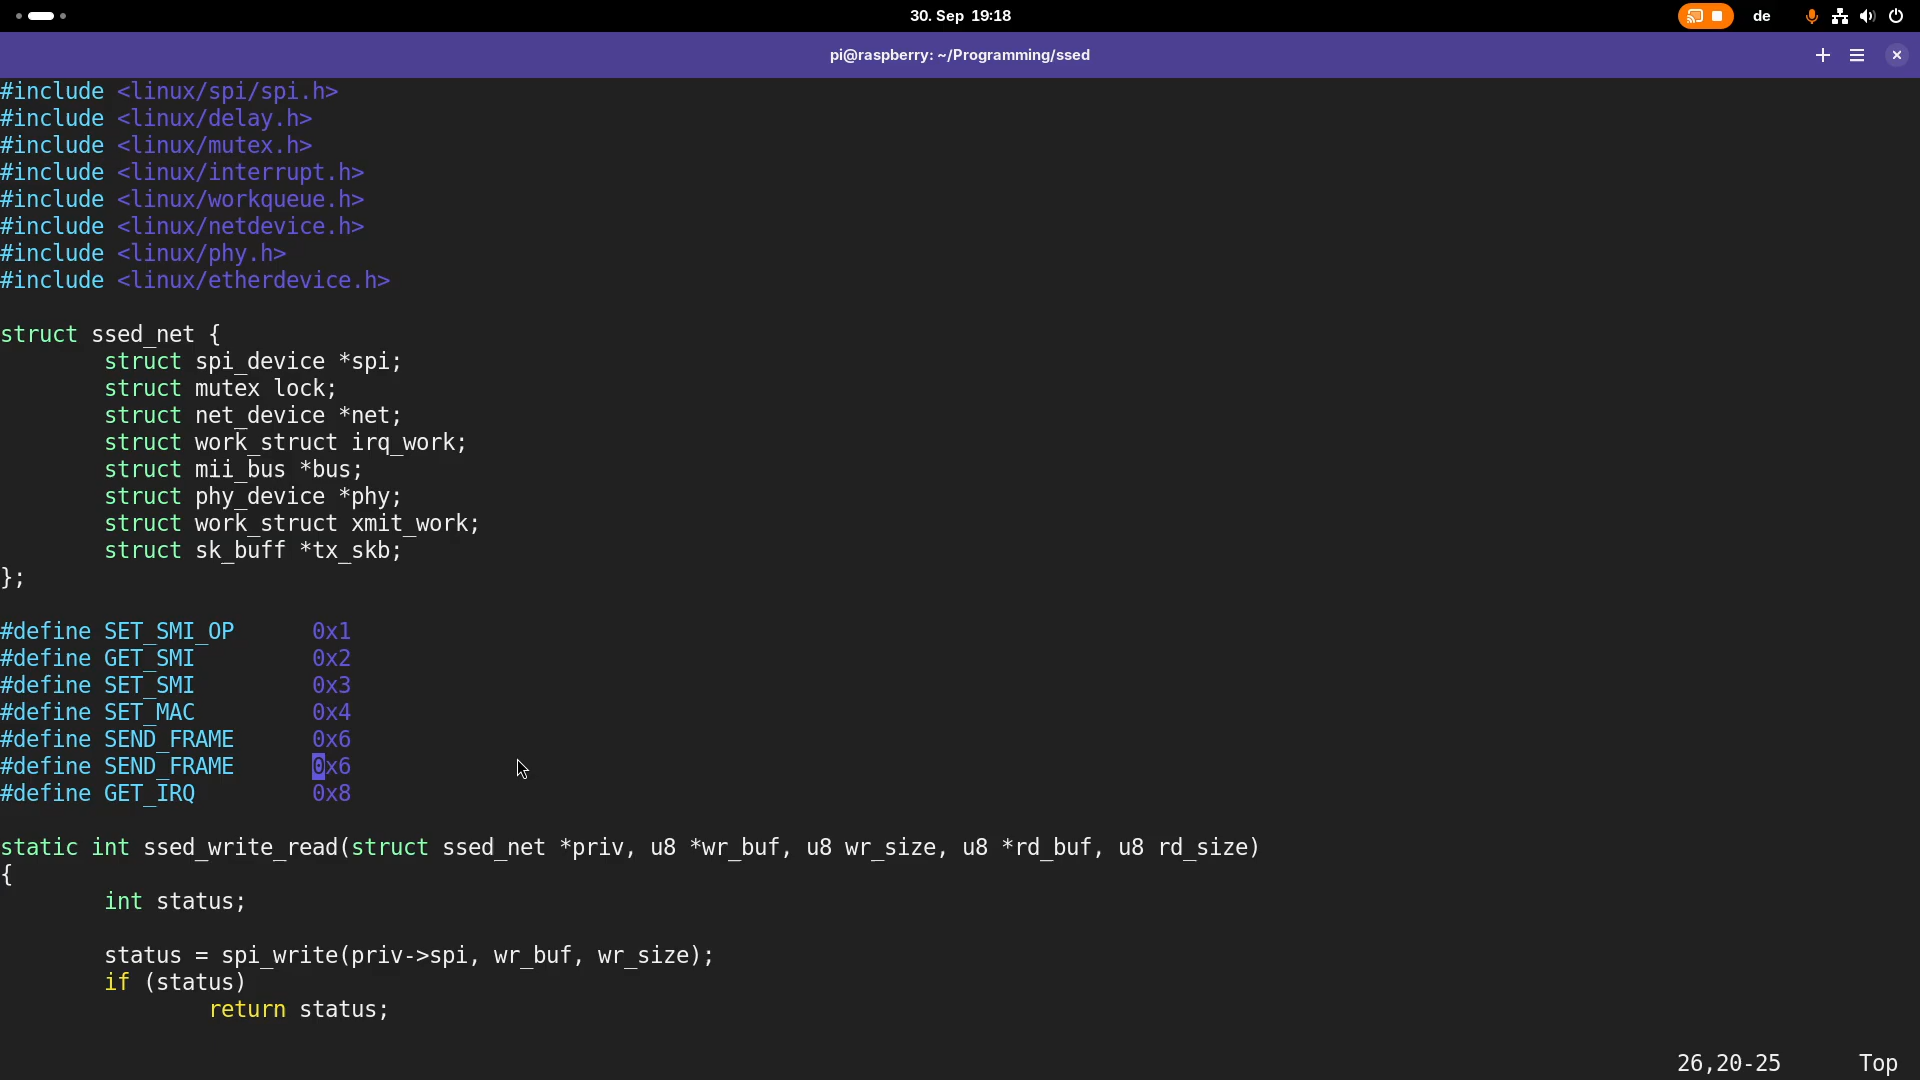 30. Sep 19:18
de
pi@raspberry: ~/Programming/ssed
#include <linux/spi/spi.h>
#include <linux/delay.h>
#include <linux/mutex.h>
#include <linux/interrupt.h>
#include <linux/workqueue.h>
#include <linux/netdevice.h>
#include <linux/phy.h>
#include <linux/etherdevice.h>
struct ssed_net {
        struct spi_device *spi;
        struct mutex lock;
        struct net_device *net;
        struct work_struct irq_work;
        struct mii_bus *bus;
        struct phy_device *phy;
        struct work_struct xmit_work;
        struct sk_buff *tx_skb;
};
#define SET_SMI_OP      0x1
#define GET_SMI         0x2
#define SET_SMI         0x3
#define SET_MAC         0x4
#define SEND_FRAME      0x6
#define SEND_FRAME      0x6
#define GET_IRQ         0x8
static int ssed_write_read(struct ssed_net *priv, u8 *wr_buf, u8 wr_size, u8 *rd_buf, u8 rd_size)
{
        int status;
        status = spi_write(priv->spi, wr_buf, wr_size);
        if (status)
                return status;
26,20-25      Top